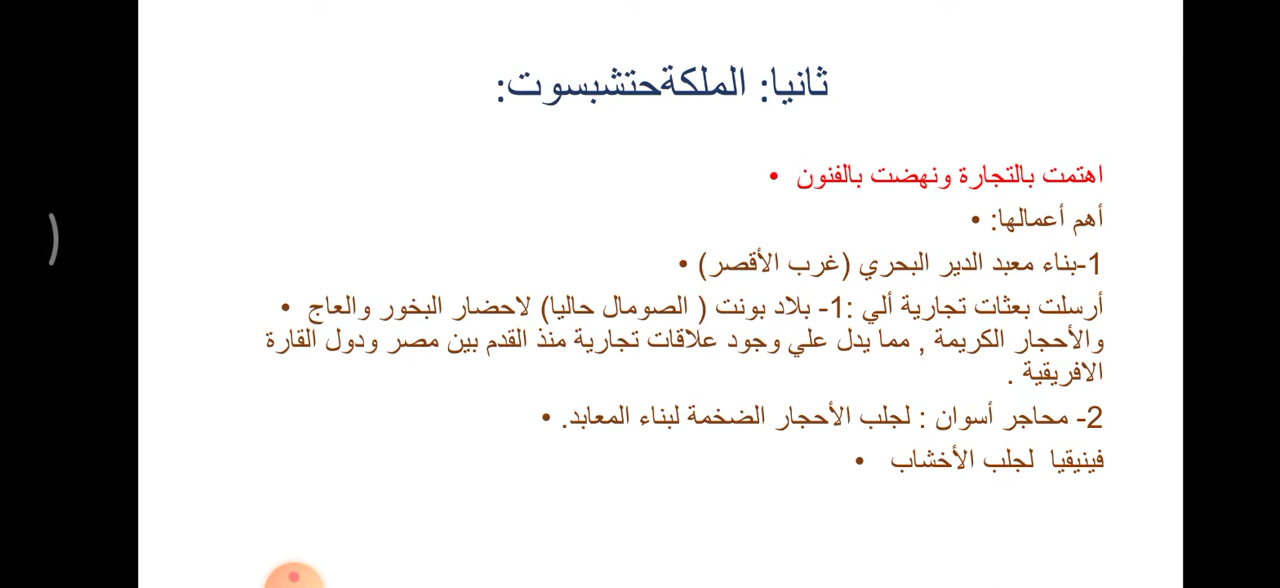 ثانيا: الملكةحتشبسوت:
اهتمت بالتجارة ونهضت بالفنون •
أهم أعمالها: •
1-بناء معبد الدير البحري (غرب الأقصر) •
أرسلت بعثات تجارية ألي :1- بلاد بونت ( الصومال حاليا) لاحضار البخور والعاج •
والأحجار الكريمة , مما يدل علي وجود علاقات تجارية منذ القدم بين مصر ودول القارة
الافريقية .
2- محاجر أسوان : لجلب الأحجار الضخمة لبناء المعابد. •
فينيقيا لجلب الأخشاب •